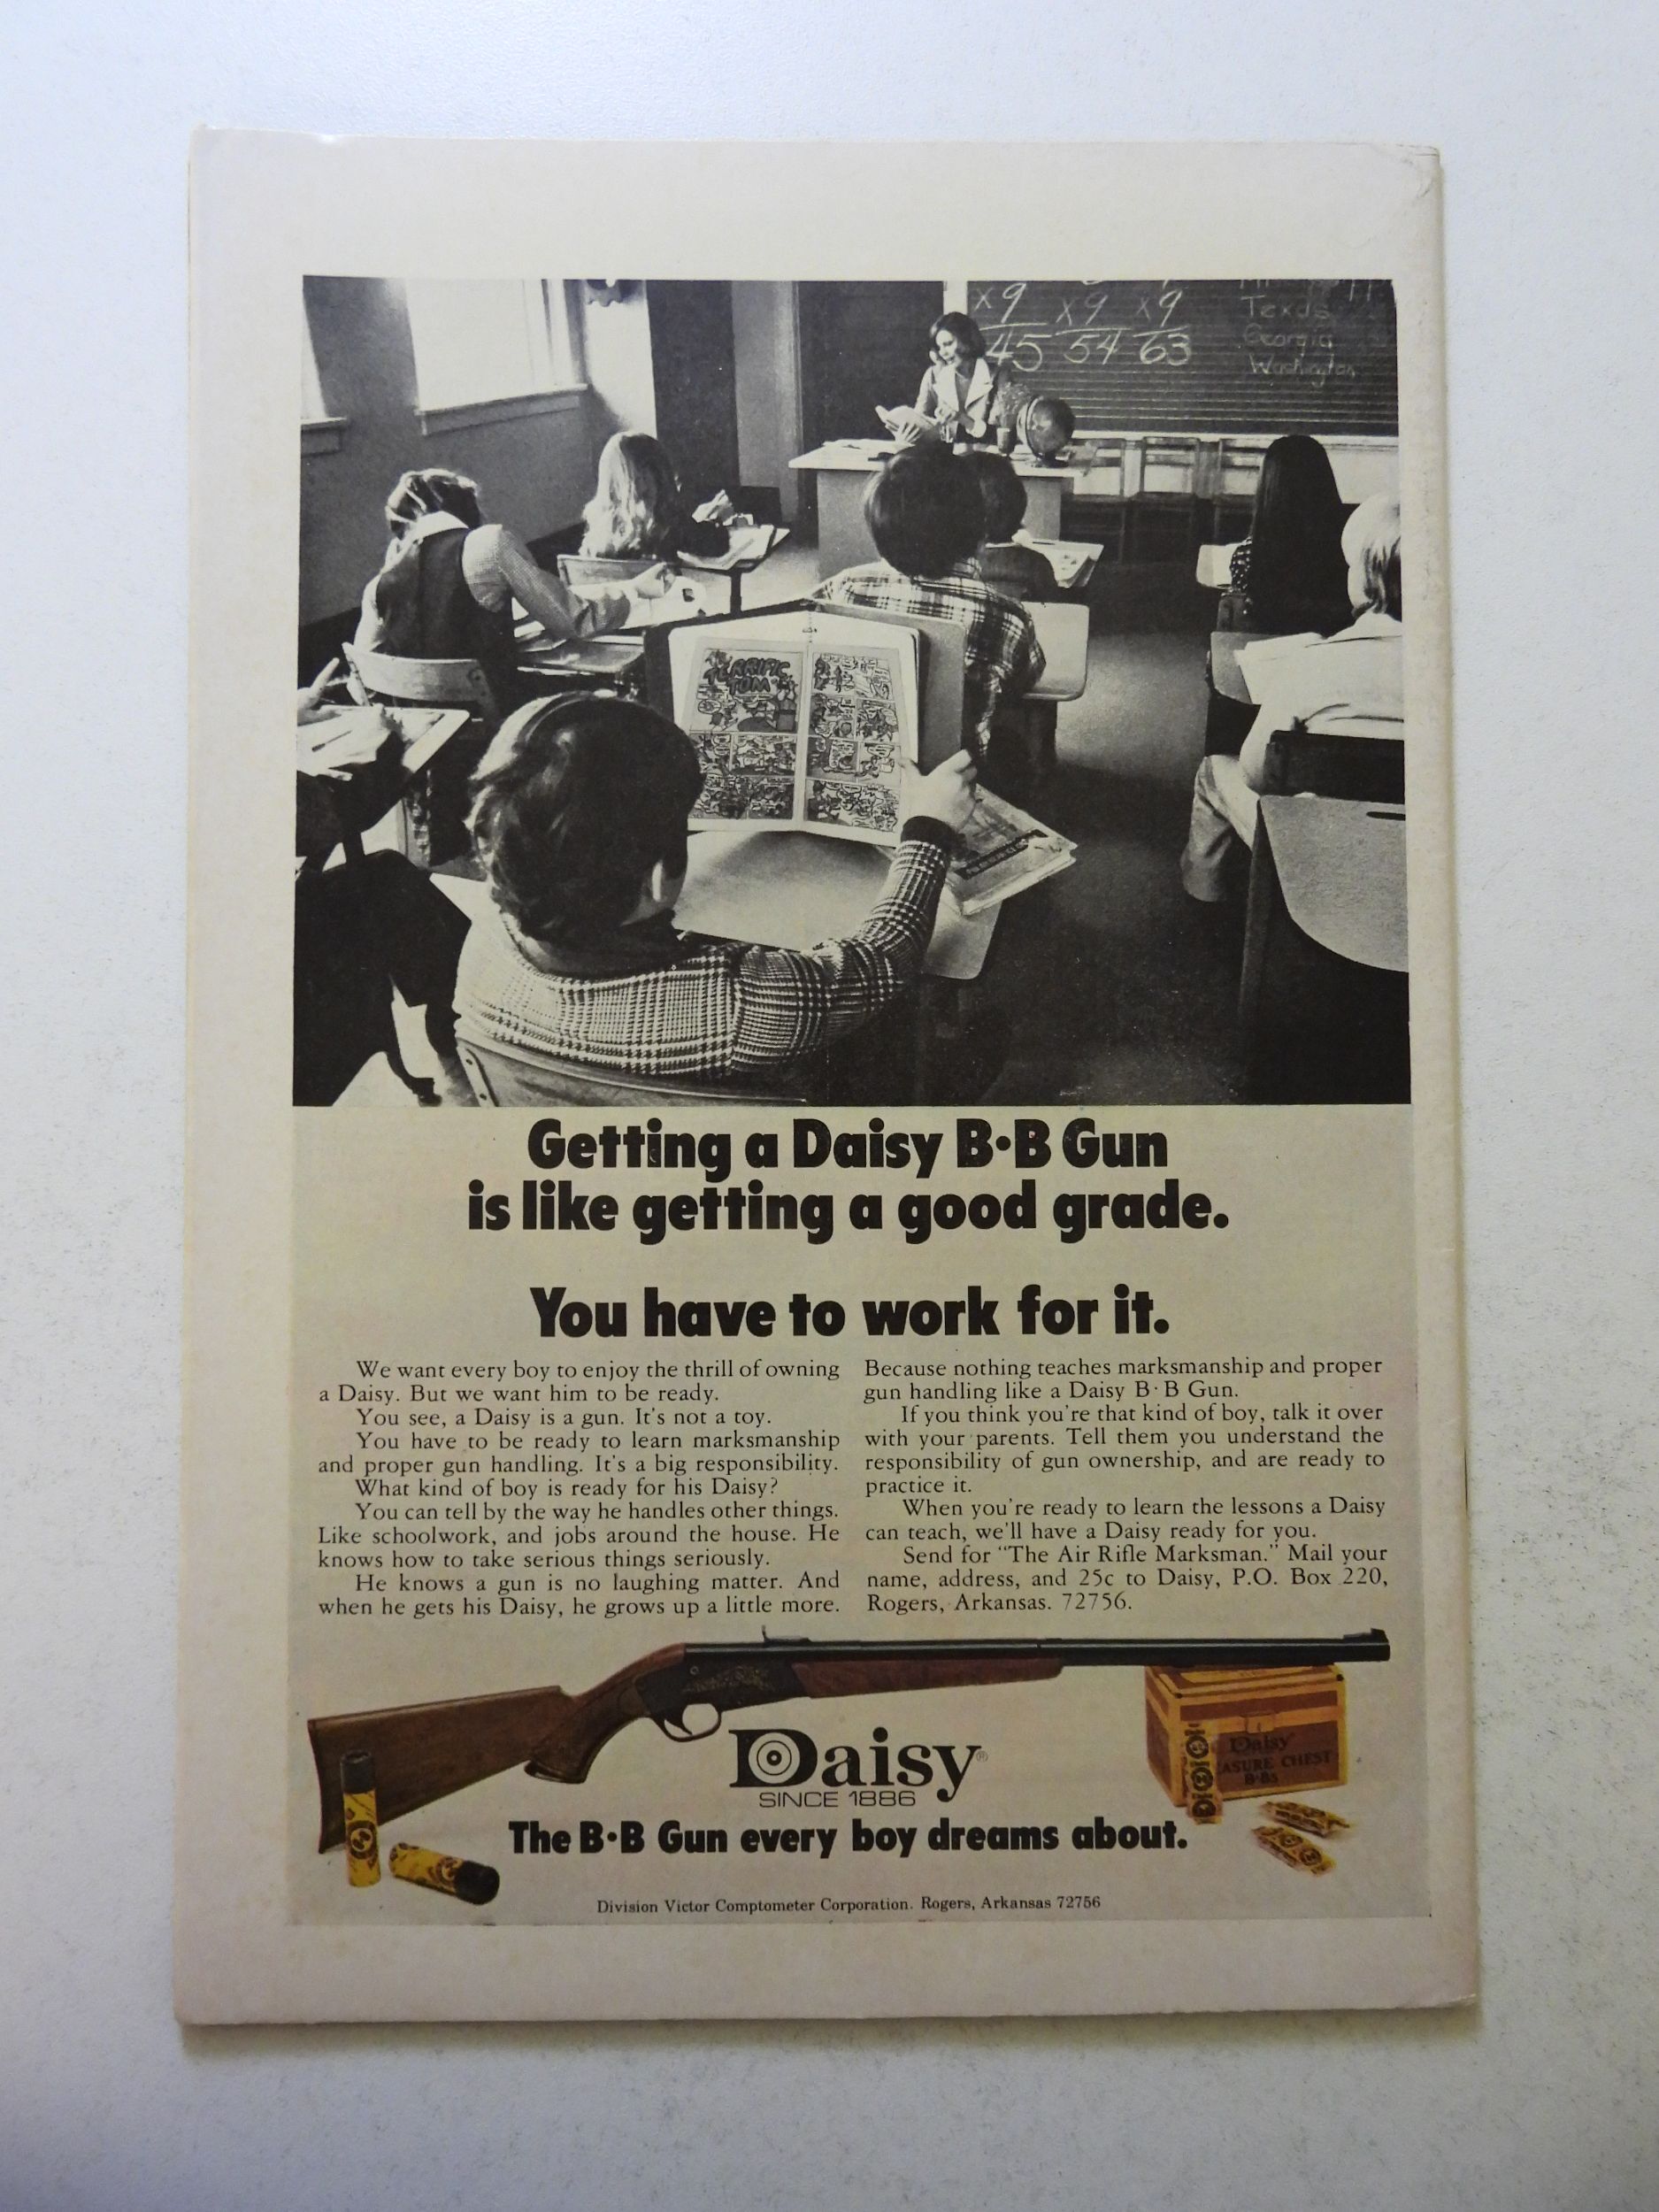 x9 x9 x9
45 54 63
Texas
Georgia
Washington
TERRIFIC
TOM
Getting a Daisy B·B Gun
is like getting a good grade.
You have to work for it.
We want every boy to enjoy the thrill of owning
a Daisy. But we want him to be ready.
You see, a Daisy is a gun. It's not a toy.
You have to be ready to learn marksmanship
and proper gun handling. It's a big responsibility.
What kind of boy is ready for his Daisy?
You can tell by the way he handles other things.
Like schoolwork, and jobs around the house. He
knows how to take serious things seriously.
He knows a gun is no laughing matter. And
when he gets his Daisy, he grows up a little more.
Because nothing teaches marksmanship and proper
gun handling like a Daisy B·B Gun.
If you think you're that kind of boy, talk it over
with your parents. Tell them you understand the
responsibility of gun ownership, and are ready to
practice it.
When you're ready to learn the lessons a Daisy
can teach, we'll have a Daisy ready for you.
Send for "The Air Rifle Marksman." Mail your
name, address, and 25c to Daisy, P.O. Box 220,
Rogers, Arkansas. 72756.
Daisy
ASURE CHEST
B·Bs
Daisy®
SINCE 1886
The B·B Gun every boy dreams about.
Division Victor Comptometer Corporation. Rogers, Arkansas 72756